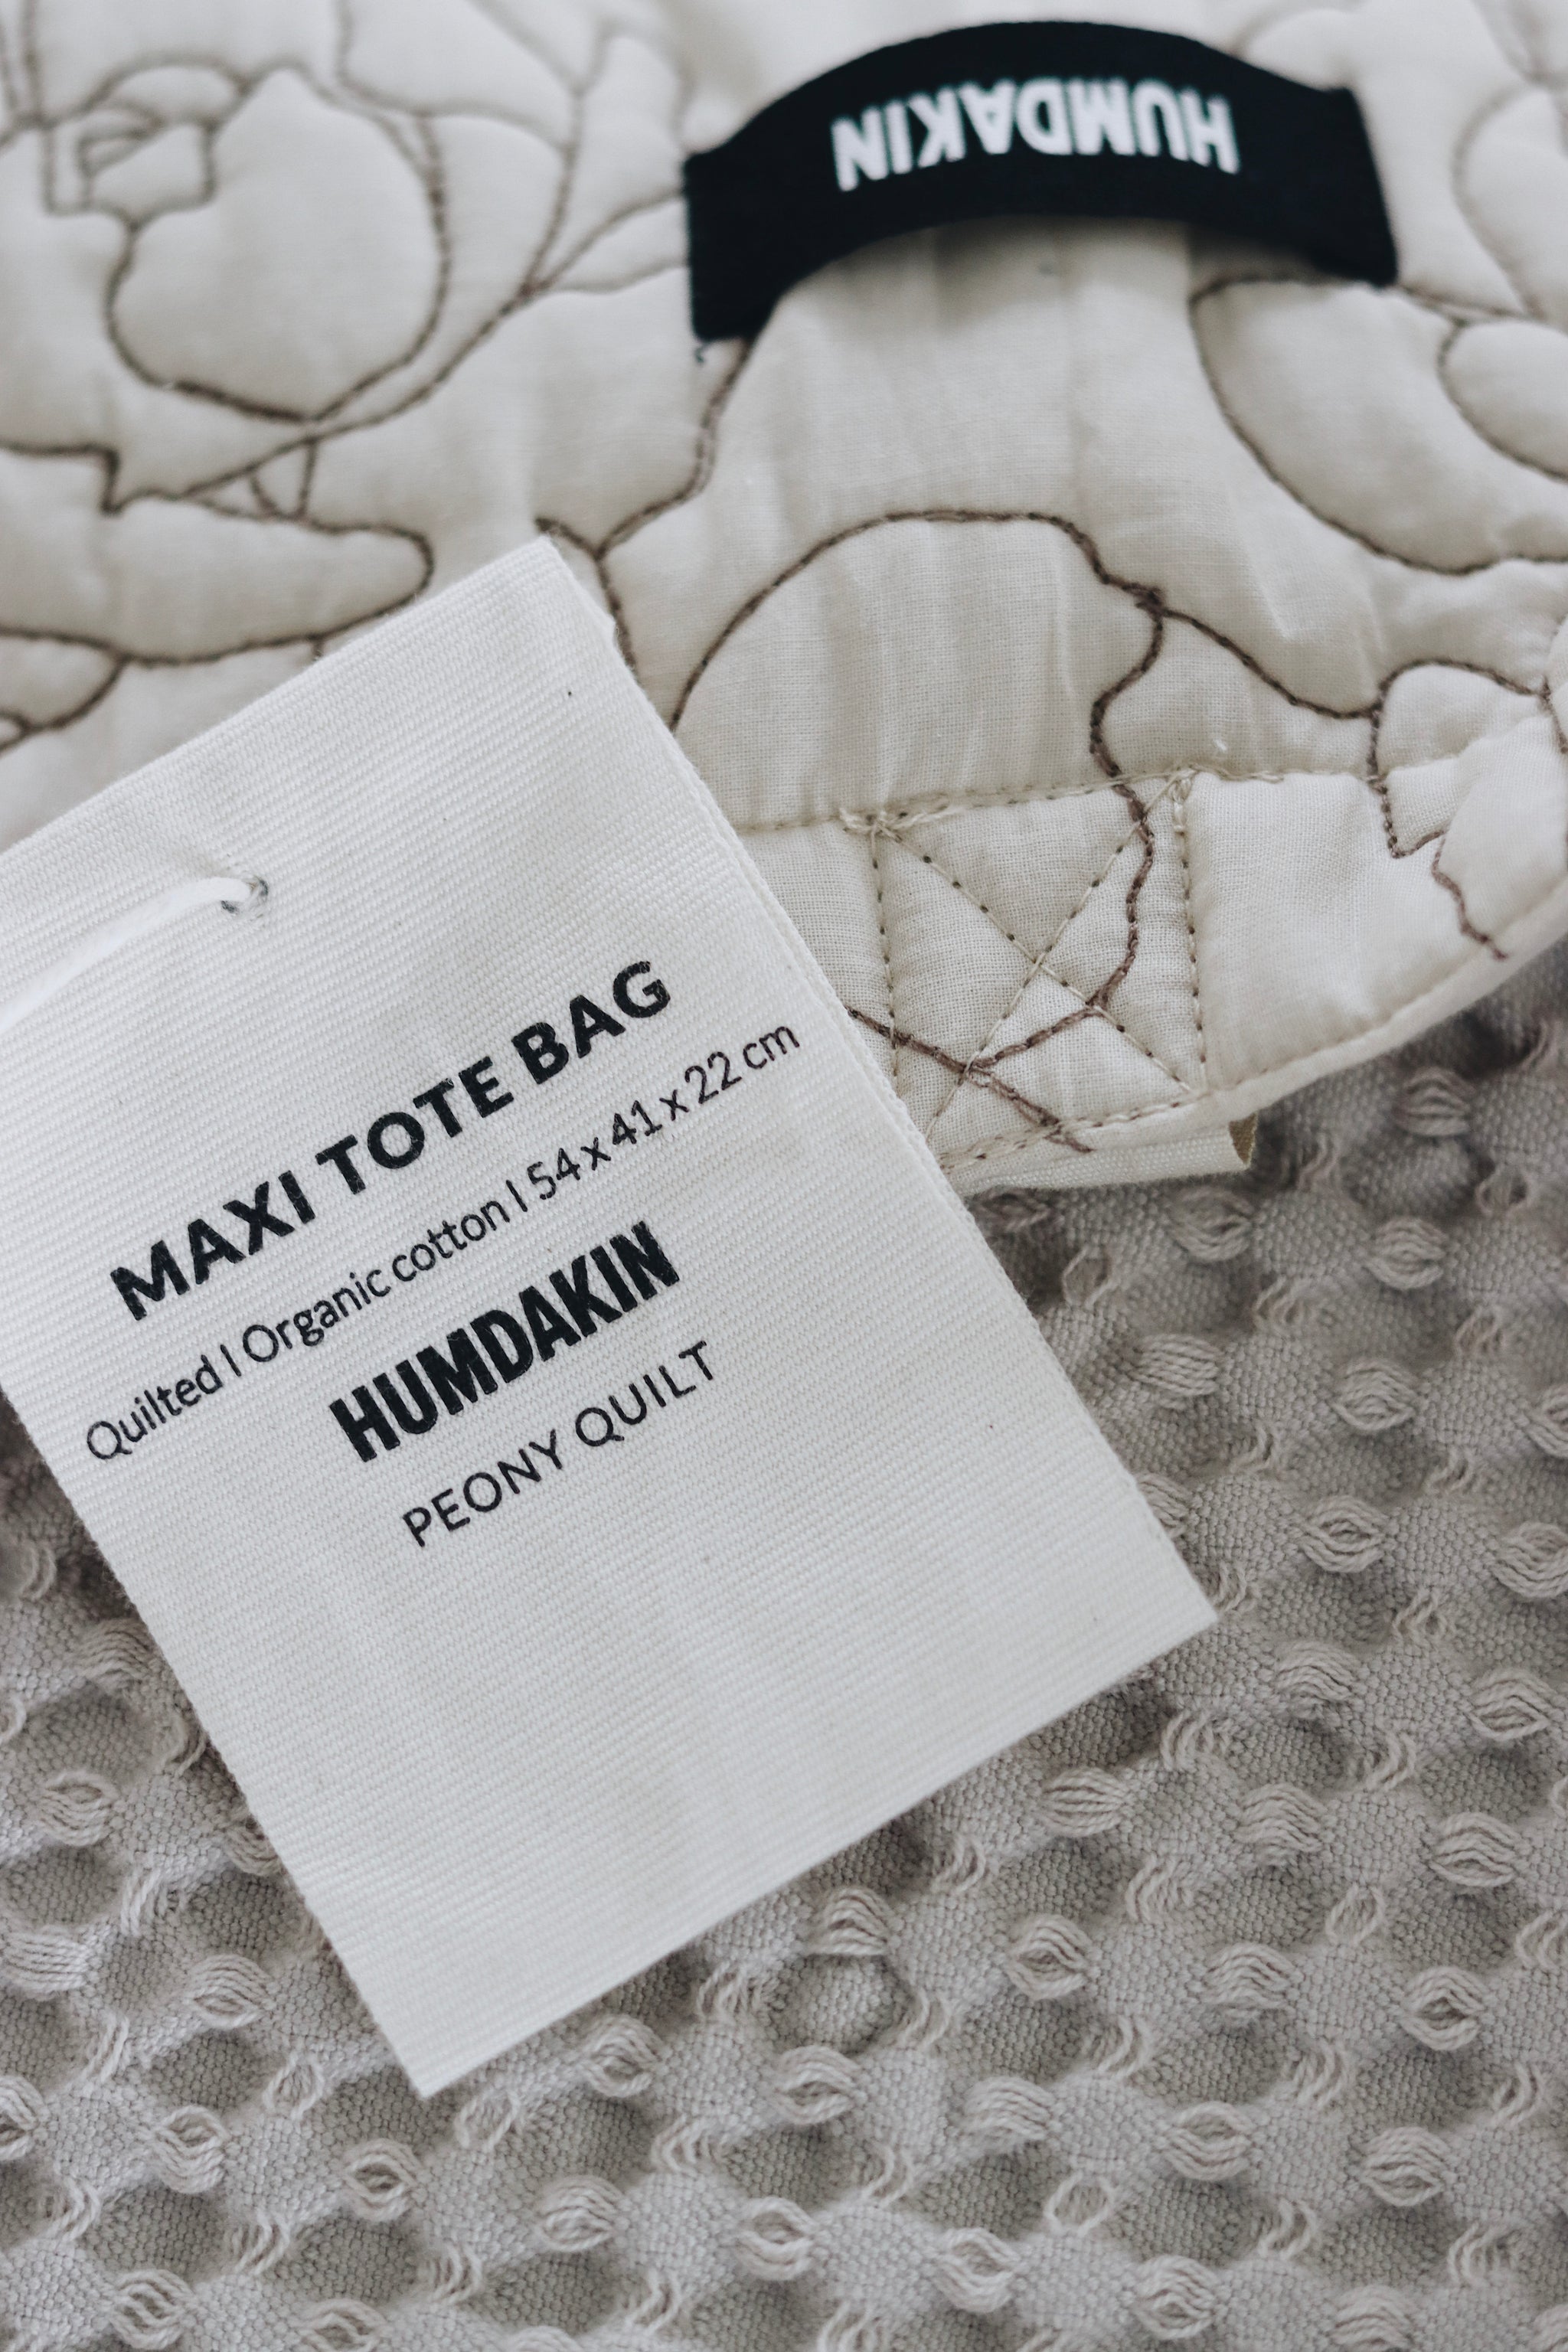 HUMDAKIN
MAXI TOTE BAG
Quilted | Organic cotton | 54 x 41 x 22 cm
HUMDAKIN
PEONY QUILT